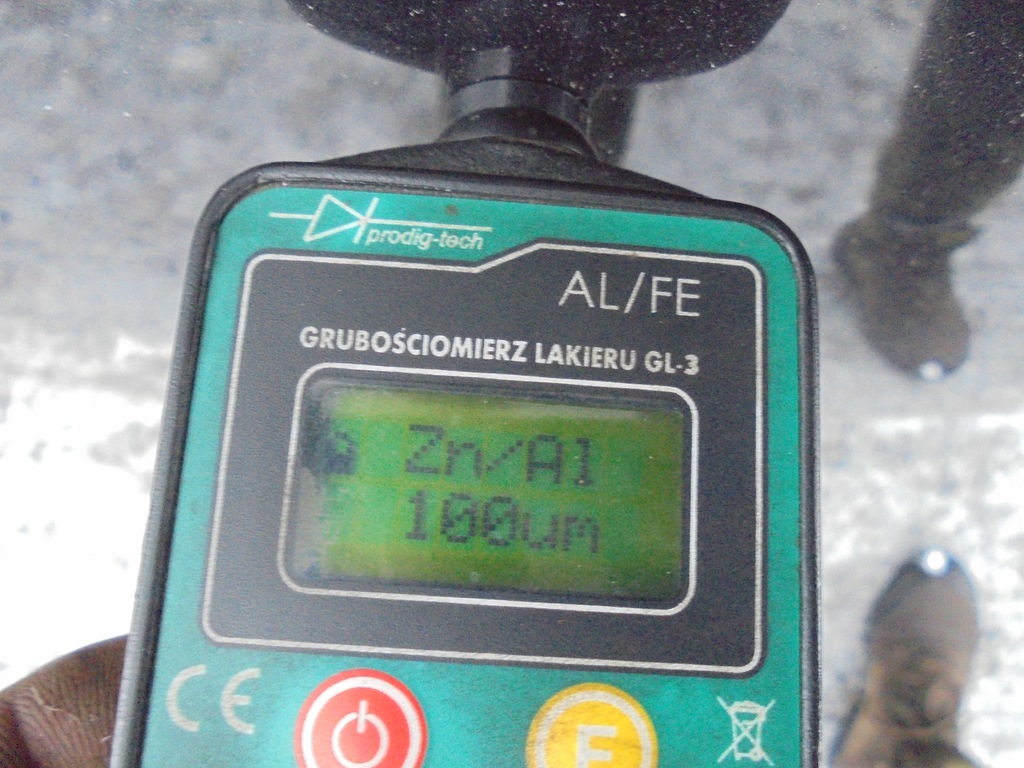 prodig-tech
AL/FE
GRUBOŚCIOMIERZ LAKIERU GL-3
Zn/Al
100um
CE
F